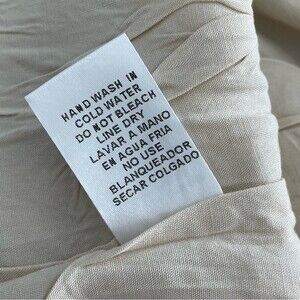 HAND WASH IN
COLD WATER
DO NOT BLEACH
LINE DRY
LAVAR A MANO
EN AGUA FRIA
NO USE
BLANQUEADOR
SECAR COLGADO